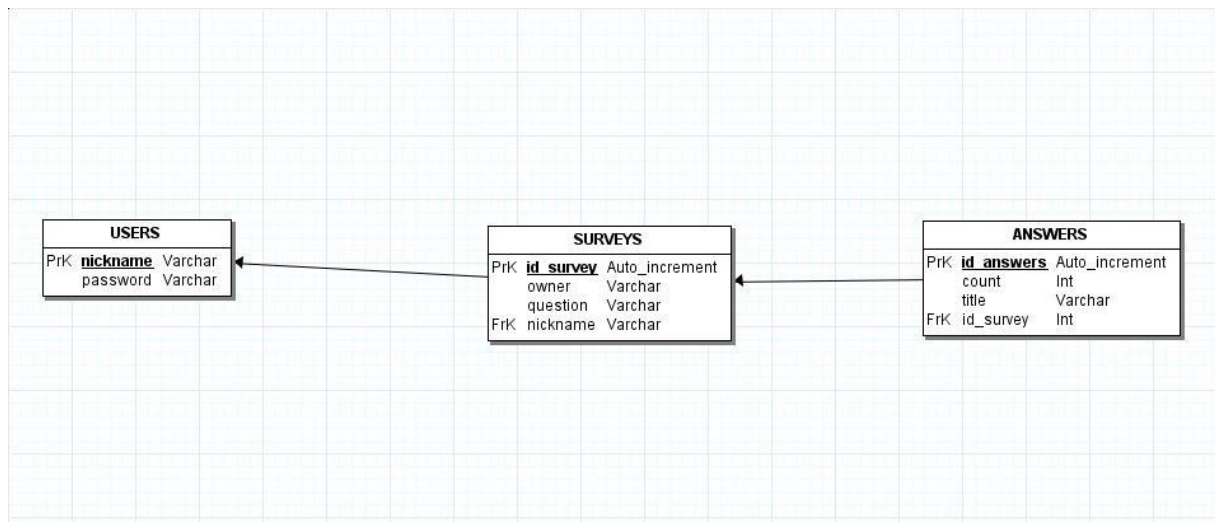 USERS
PrK nickname Varchar
password Varchar
SURVEYS
PrK id_survey Auto_increment
owner Varchar
question Varchar
FrK nickname Varchar
ANSWERS
PrK id_answers Auto_increment
count Int
title Varchar
FrK id_survey Int